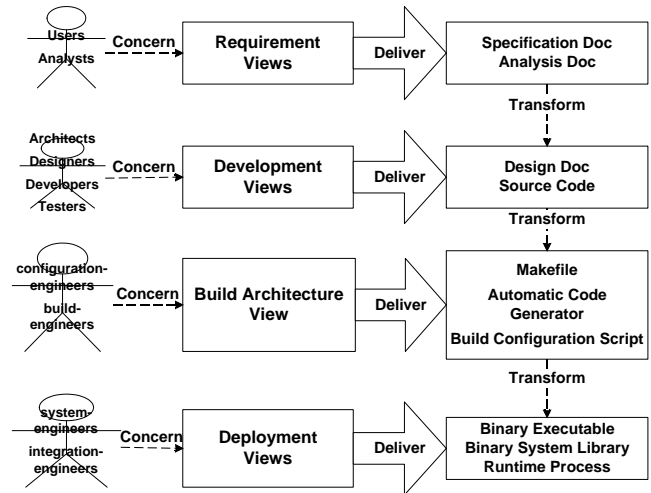 Users
Analysts
Concern
Requirement
Views
Deliver
Specification Doc
Analysis Doc
Transform
Architects
Designers
Developers
Testers
Concern
Development
Views
Deliver
Design Doc
Source Code
Transform
configuration-
engineers
build-
engineers
Concern
Build Architecture
View
Deliver
Makefile
Automatic Code
Generator
Build Configuration Script
Transform
system-
engineers
integration-
engineers
Concern
Deployment
Views
Deliver
Binary Executable
Binary System Library
Runtime Process